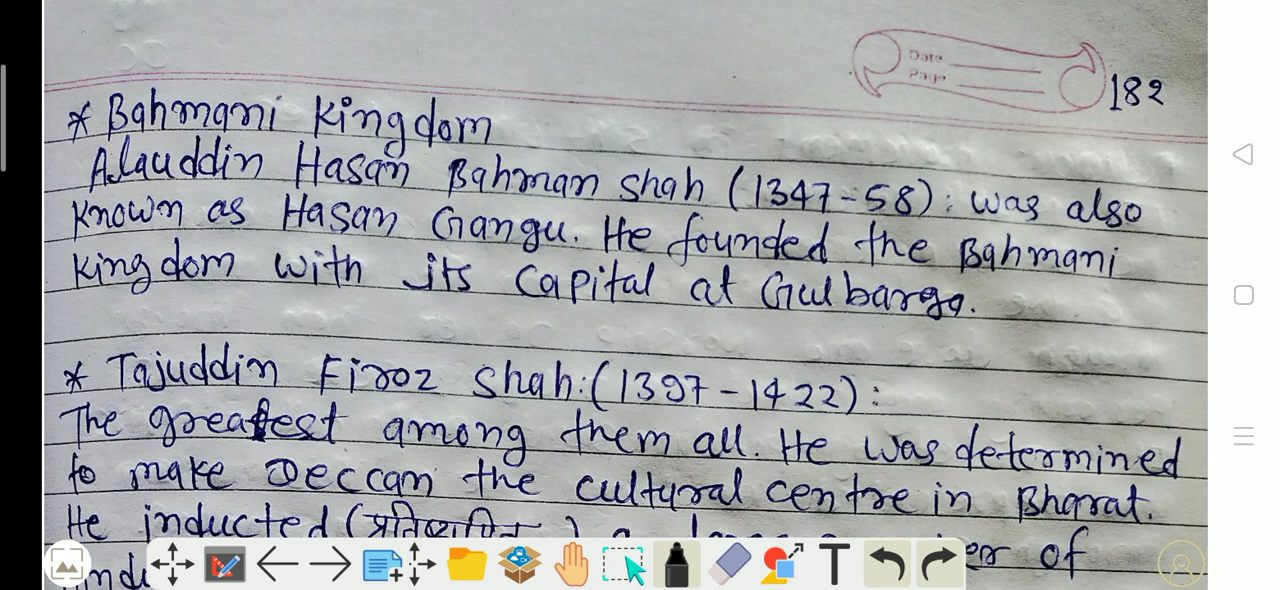 Date
Page
182
* Bahmani Kingdom
Alauddin Hasan Bahman Shah (1347-58): was also
known as Hasan Gangu. He founded the Bahmani
kingdom with its capital at Gulbarga.
* Tajuddin Firoz Shah:(1397-1422):
The greatest among them all. He was determined
to make Deccan the cultural centre in Bharat.
He inducted ( ) a
of
T